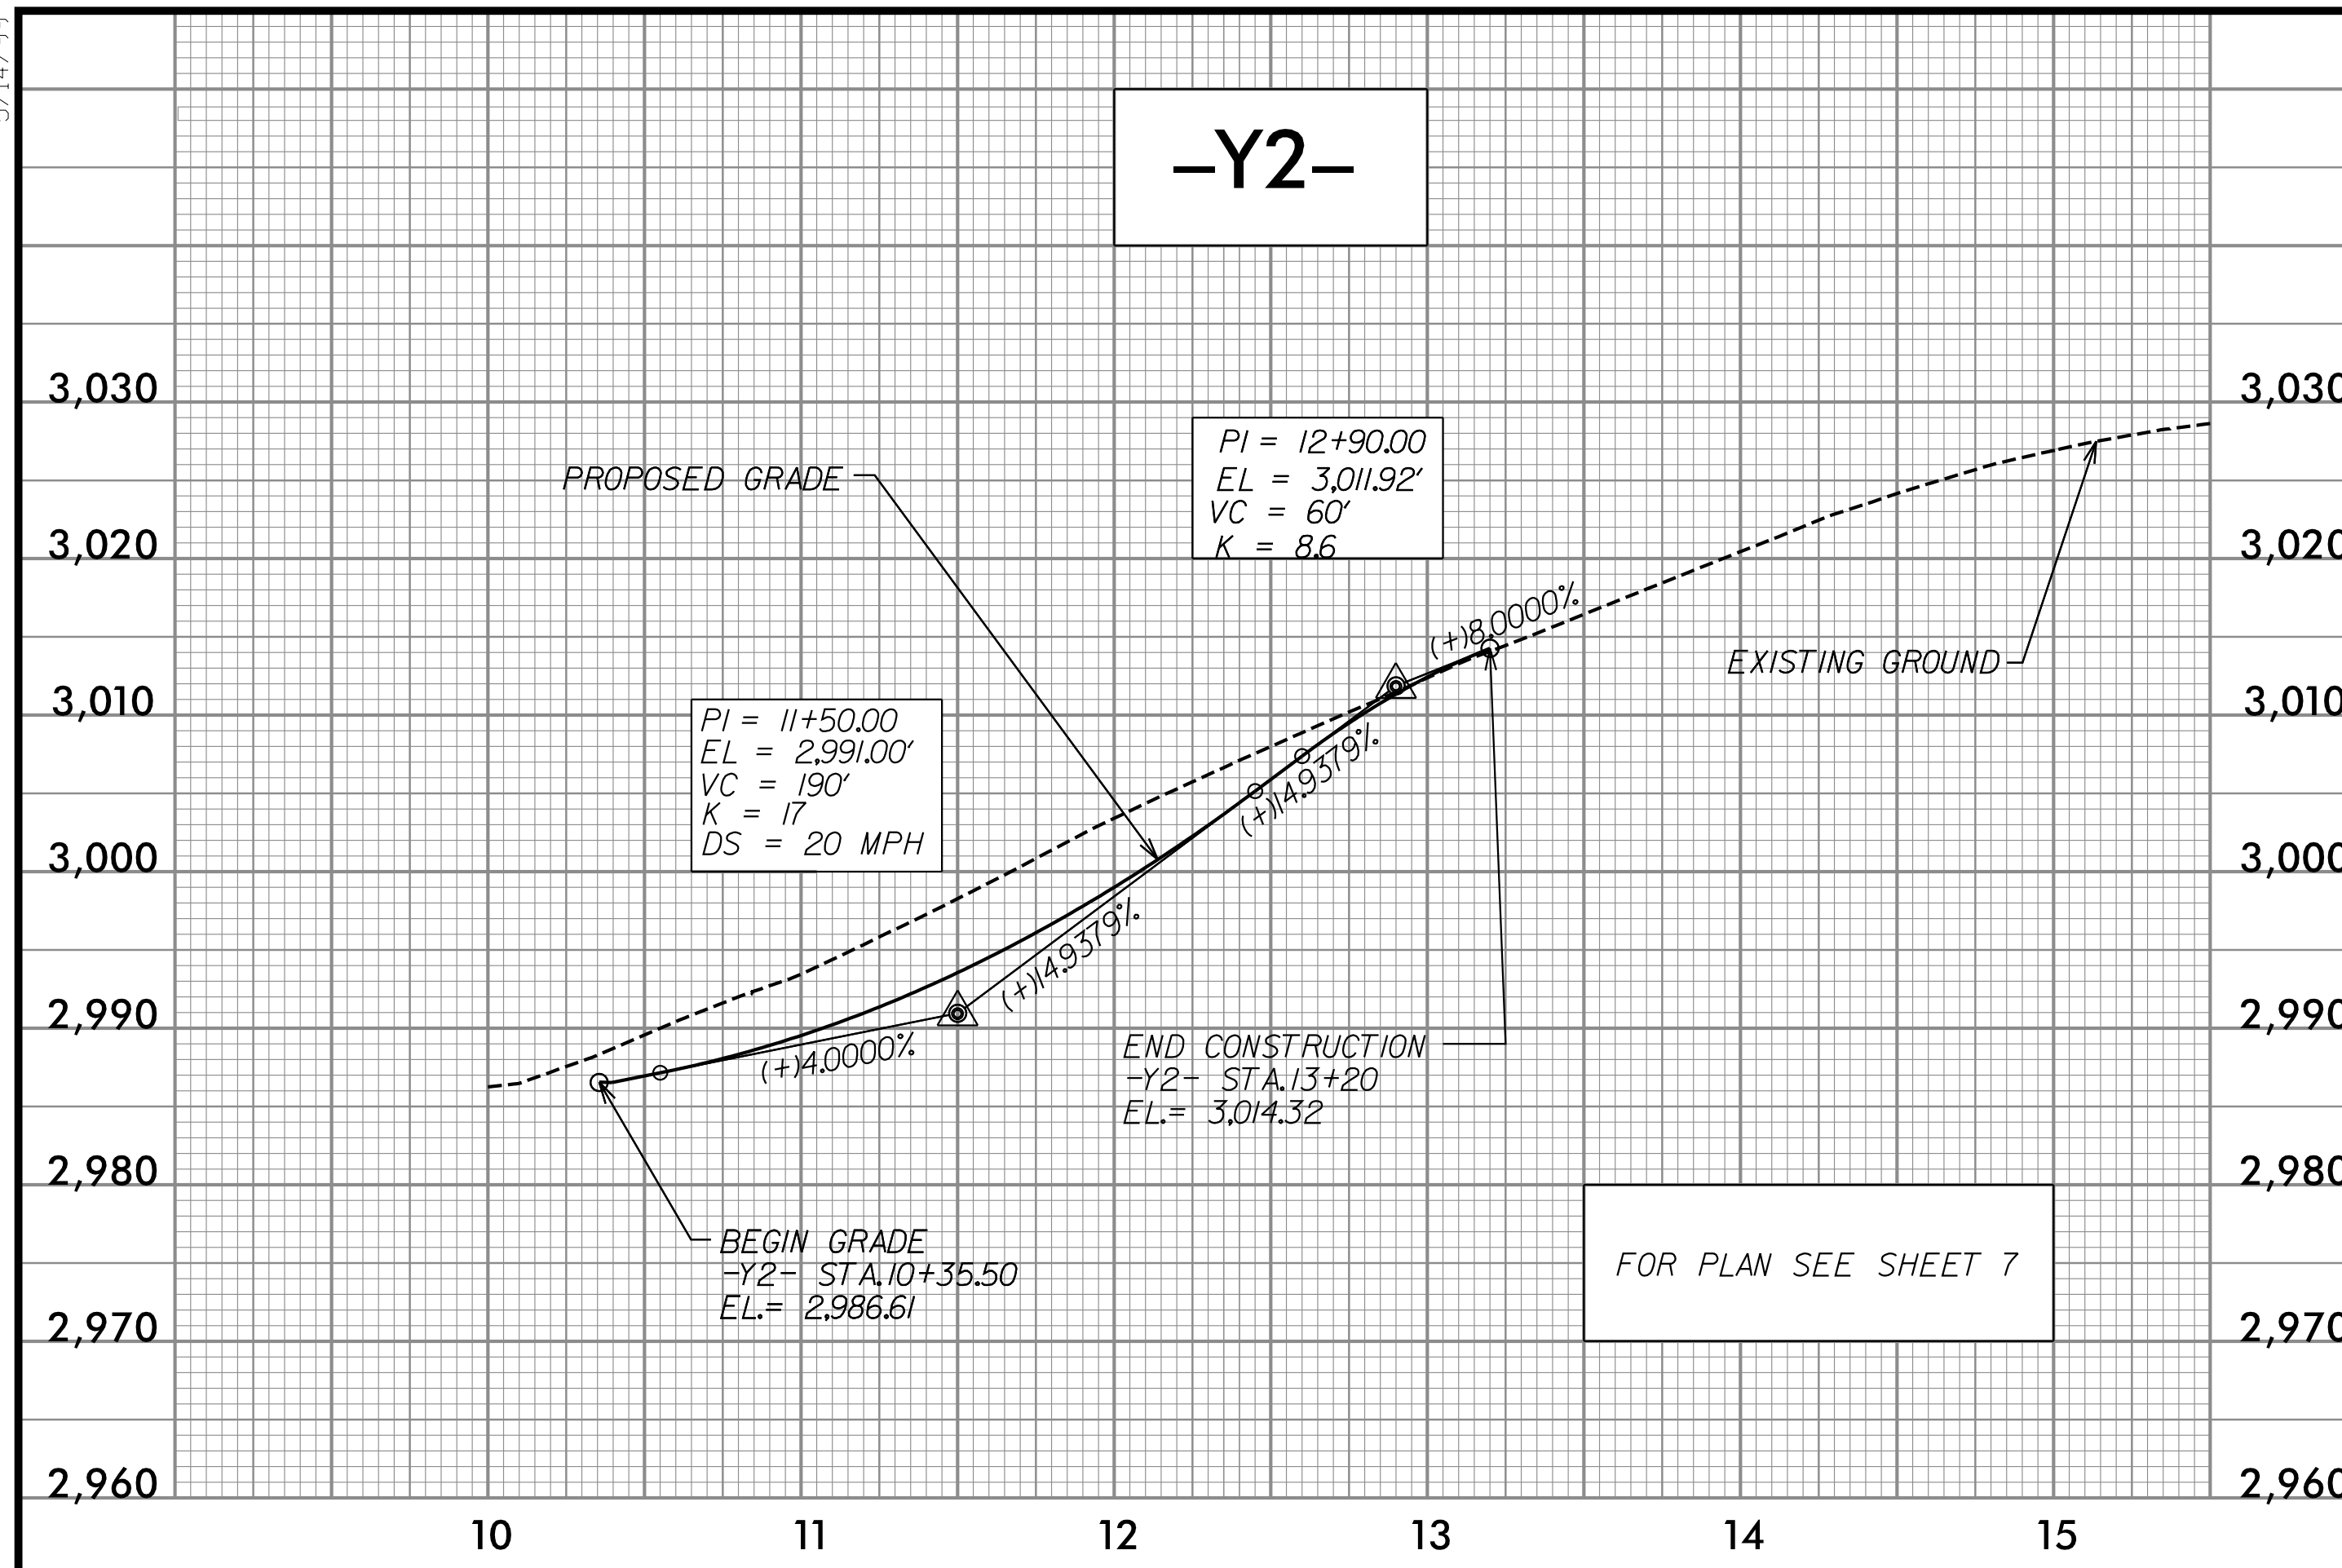 –Y2–
3,030
3,030
PROPOSED GRADE
PI = 12+90.00
EL = 3,011.92'
VC = 60'
K = 8.6
3,020
3,020
(+)8.0000%
EXISTING GROUND
3,010
3,010
PI = 11+50.00
EL = 2,991.00'
VC = 190'
K = 17
DS = 20 MPH
(+)14.9379%
3,000
3,000
(+)14.9379%
2,990
2,990
(+)4.0000%
END CONSTRUCTION
-Y2- STA.13+20
EL.= 3,014.32
2,980
2,980
BEGIN GRADE
-Y2- STA.10+35.50
EL.= 2,986.61
FOR PLAN SEE SHEET 7
2,970
2,970
2,960
2,960
10 11 12 13 14 15